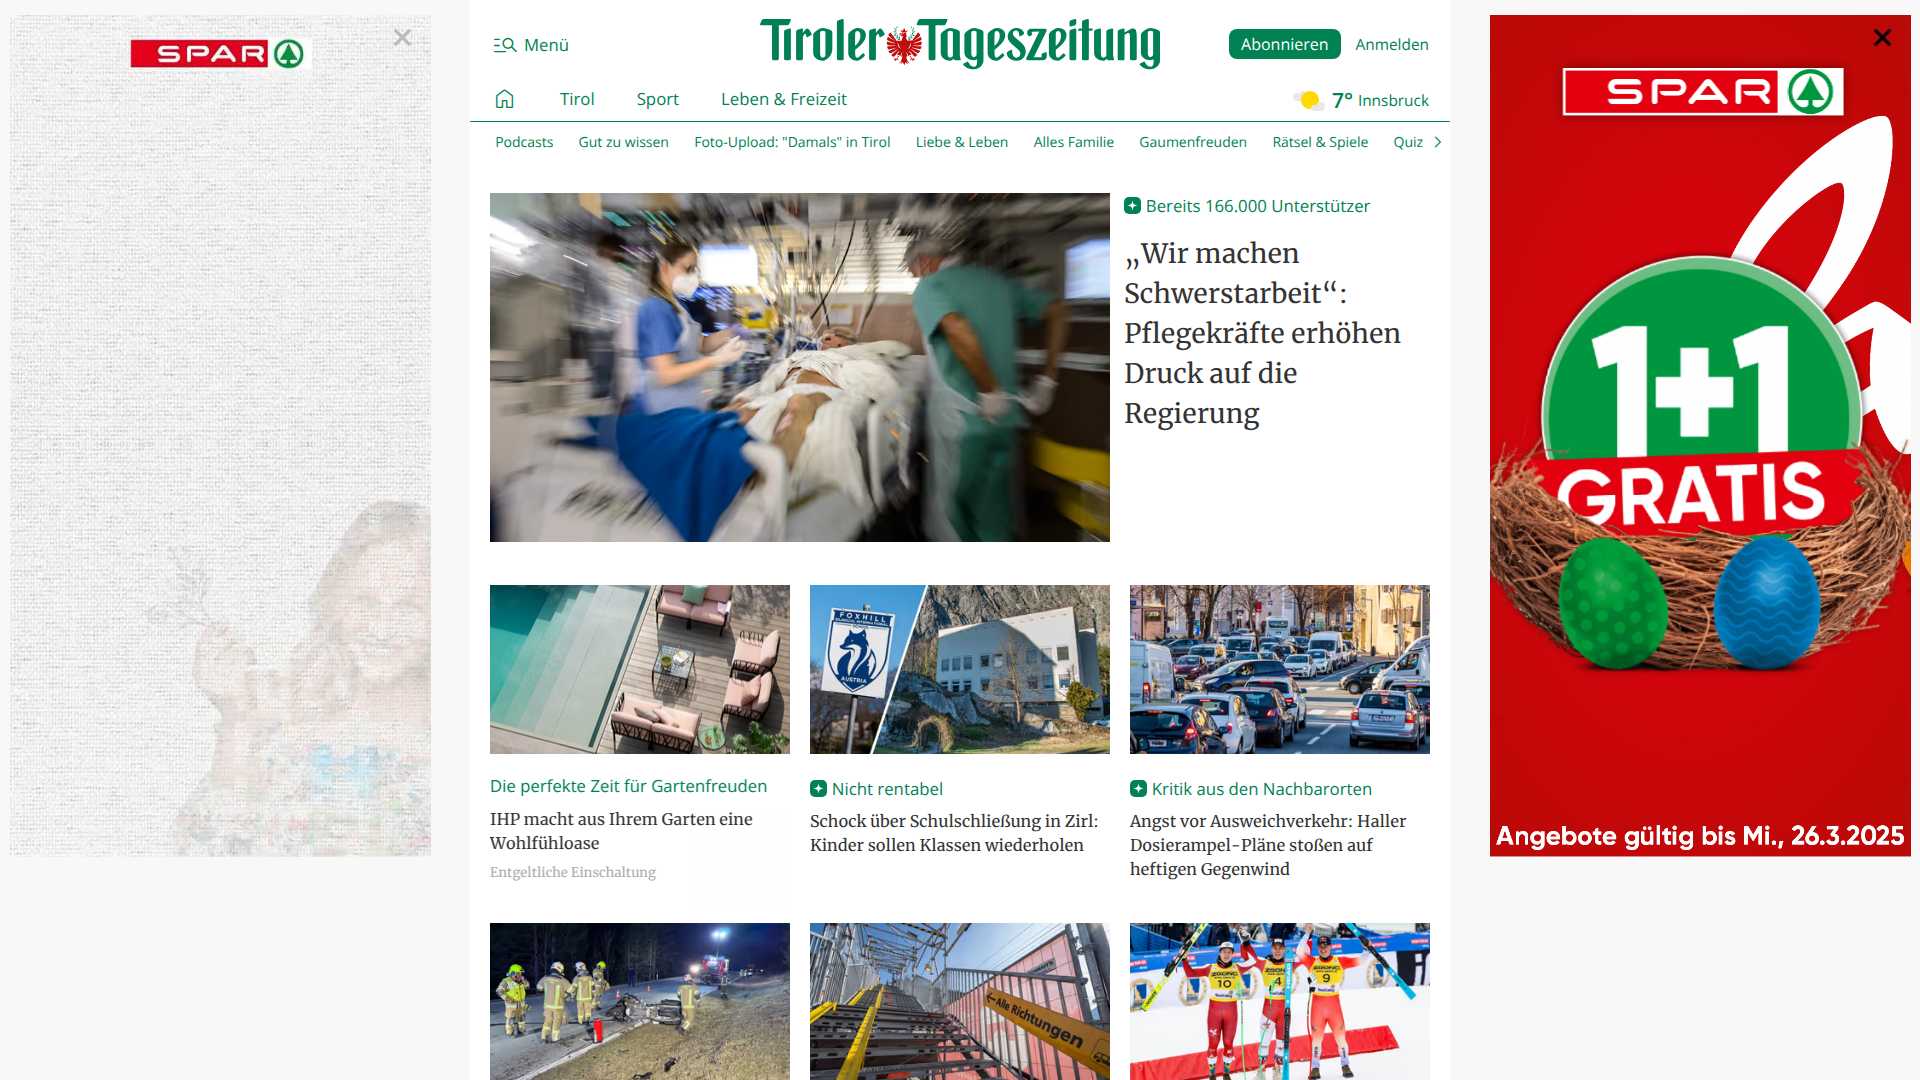 SPAR
Menü
Tiroler Tageszeitung
Abonnieren
Anmelden
Tirol
Sport
Leben & Freizeit
7° Innsbruck
Podcasts
Gut zu wissen
Foto-Upload: "Damals" in Tirol
Liebe & Leben
Alles Familie
Gaumenfreuden
Rätsel & Spiele
Quiz
Bereits 166.000 Unterstützer
„Wir machen
Schwerstarbeit“:
Pflegekräfte erhöhen
Druck auf die
Regierung
FOXHILL
AUSTRIA
Die perfekte Zeit für Gartenfreuden
IHP macht aus Ihrem Garten eine
Wohlfühloase
Entgeltliche Einschaltung
Nicht rentabel
Schock über Schulschließung in Zirl:
Kinder sollen Klassen wiederholen
Kritik aus den Nachbarorten
Angst vor Ausweichverkehr: Haller
Dosierampel-Pläne stoßen auf
heftigen Gegenwind
Alle Richtungen
10
4
9
SPAR
1+1
GRATIS
Angebote gültig bis Mi., 26.3.2025